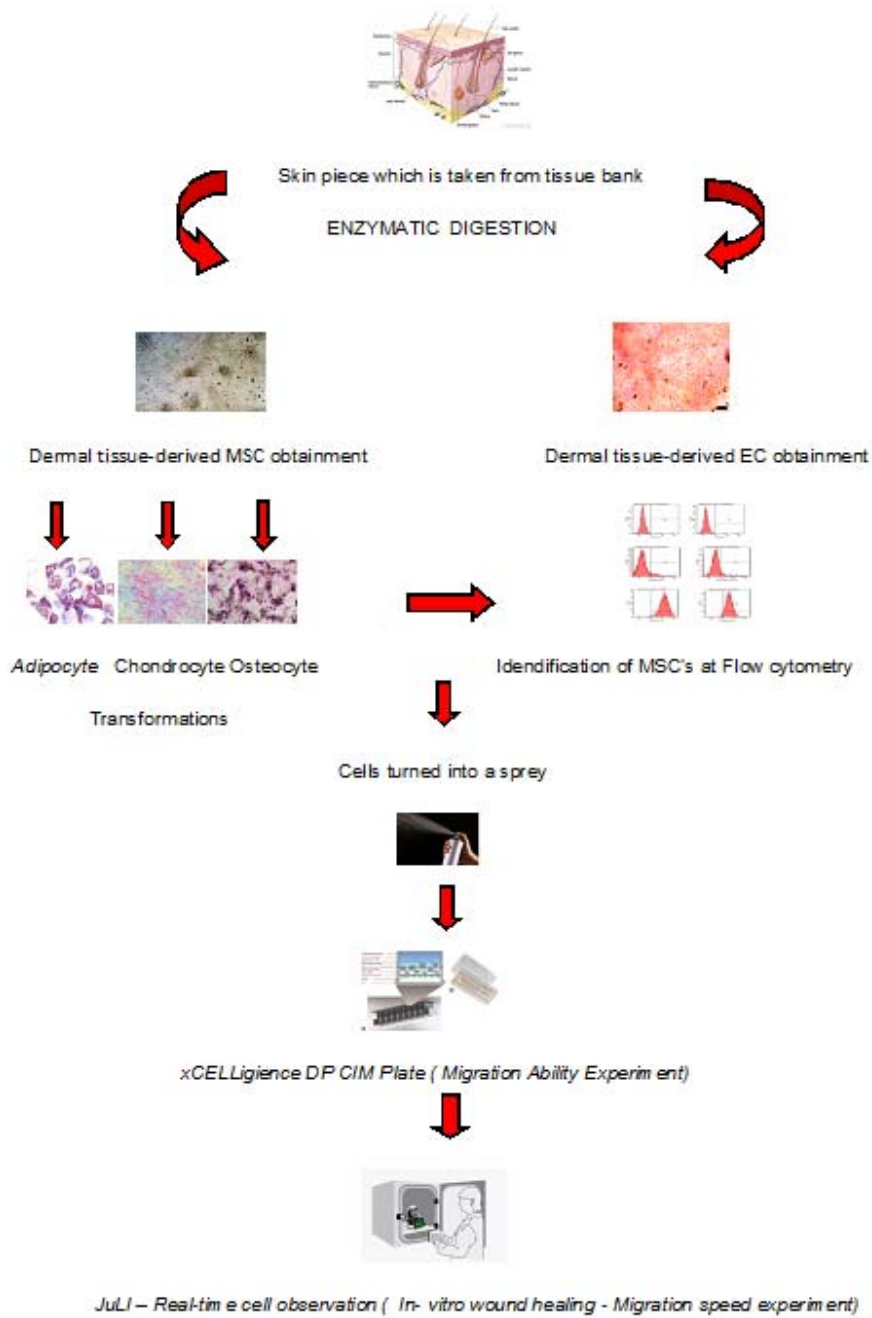 Skin piece which is taken from tissue bank
ENZYMATIC DIGESTION
Dermal tissue-derived MSC obtainment
Dermal tissue-derived EC obtainment
Adipocyte Chondrocyte Osteocyte
Transformations
Idendification of MSC's at Flow cytometry
Cells turned into a sprey
xCELLigience DP CIM Plate ( Migration Ability Experiment)
JuLI – Real-time cell observation ( In- vitro wound healing - Migration speed experiment)